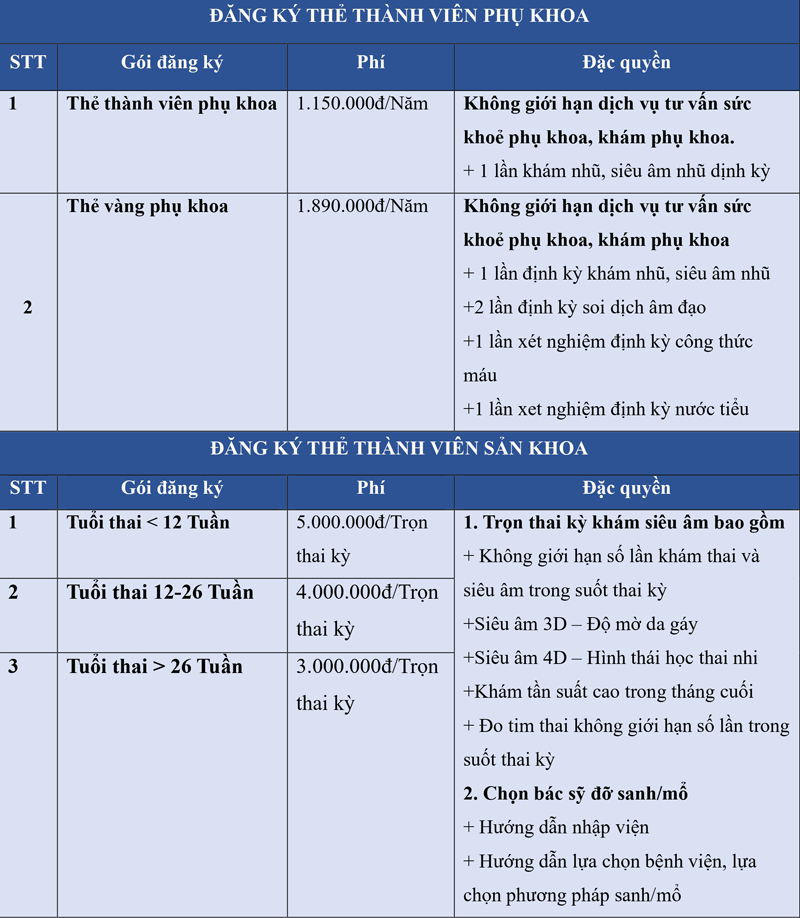 ĐĂNG KÝ THẺ THÀNH VIÊN PHỤ KHOA
STT Gói đăng ký Phí Đặc quyền
1 Thẻ thành viên phụ khoa 1.150.000đ/Năm Không giới hạn dịch vụ tư vấn sức
khoẻ phụ khoa, khám phụ khoa.
+ 1 lần khám nhũ, siêu âm nhũ dịnh kỳ
Thẻ vàng phụ khoa 1.890.000đ/Năm Không giới hạn dịch vụ tư vấn sức
khoẻ phụ khoa, khám phụ khoa
+ 1 lần định kỳ khám nhũ, siêu âm nhũ
2 +2 lần định kỳ soi dịch âm đạo
+1 lần xét nghiệm định kỳ công thức
máu
+1 lần xet nghiệm định kỳ nước tiểu
ĐĂNG KÝ THẺ THÀNH VIÊN SẢN KHOA
STT Gói đăng ký Phí Đặc quyền
1 Tuổi thai < 12 Tuần 5.000.000đ/Trọn
thai kỳ
2 Tuổi thai 12-26 Tuần 4.000.000đ/Trọn
thai kỳ
3 Tuổi thai > 26 Tuần 3.000.000đ/Trọn
thai kỳ
1. Trọn thai kỳ khám siêu âm bao gồm
+ Không giới hạn số lần khám thai và
siêu âm trong suốt thai kỳ
+Siêu âm 3D – Độ mờ da gáy
+Siêu âm 4D – Hình thái học thai nhi
+Khám tần suất cao trong tháng cuối
+ Đo tim thai không giới hạn số lần trong
suốt thai kỳ
2. Chọn bác sỹ đỡ sanh/mổ
+ Hướng dẫn nhập viện
+ Hướng dẫn lựa chọn bệnh viện, lựa
chọn phương pháp sanh/mổ